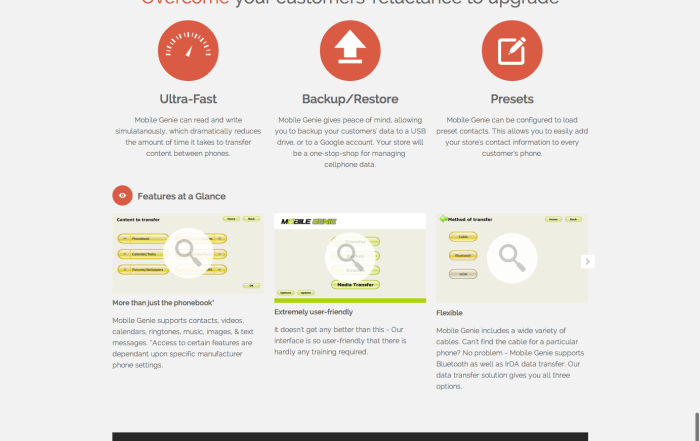 Overcome your customers' reluctance to upgrade
Ultra-Fast
Mobile Genie can read and write
simulatanously, which dramatically reduces
the amount of time it takes to transfer
content between phones.
Backup/Restore
Mobile Genie gives peace of mind, allowing
you to backup your customers' data to a USB
drive, or to a Google account. Your store will
be a one-stop-shop for managing
cellphone data.
Presets
Mobile Genie can be configured to load
preset contacts. This allows you to easily add
your store's contact information to every
customer's phone.
Features at a Glance
Content to transfer
Home
Back
Phonebook
Calendar/Tasks
Pictures/Wallpapers
OK
More than just the phonebook*
Mobile Genie supports contacts, videos,
calendars, ringtones, music, images, & text
messages. *Access to certain features are
dependant upon specific manufacturer
phone settings.
MOBILE GENIE
Media Transfer
Options
Extremely user-friendly
It doesn't get any better than this - Our
interface is so user-friendly that there is
hardly any training required.
Method of transfer
Home
Back
Cable
Bluetooth
Flexible
Mobile Genie includes a wide variety of
cables. Can't find the cable for a particular
phone? No problem - Mobile Genie supports
Bluetooth as well as IrDA data transfer. Our
data transfer solution gives you all three
options.